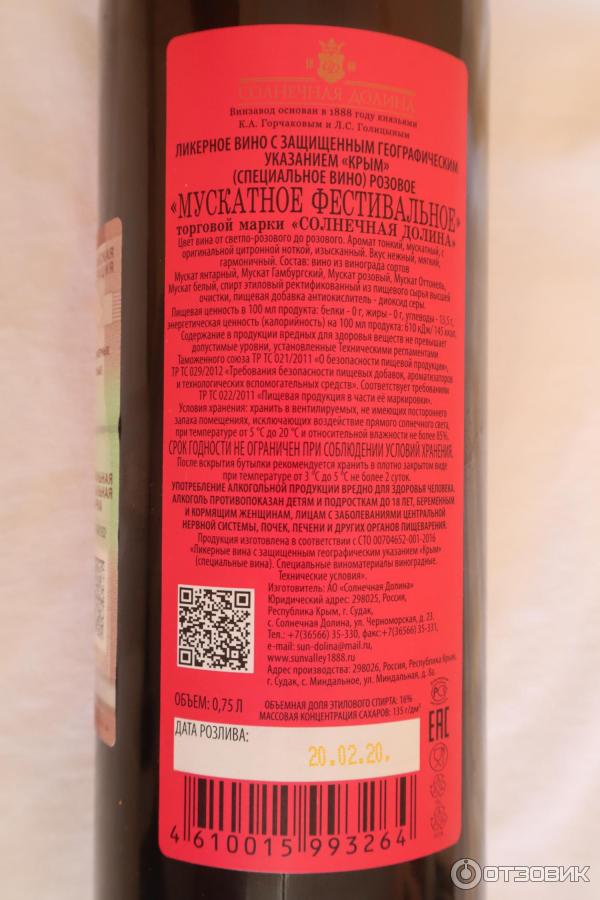 18 88
СОЛНЕЧНАЯ ДОЛИНА
Винзавод основан в 1888 году князьями
К.А. Горчаковым и Л.С. Голицыным
ЛИКЕРНОЕ ВИНО С ЗАЩИЩЕННЫМ ГЕОГРАФИЧЕСКИМ
УКАЗАНИЕМ «КРЫМ»
(СПЕЦИАЛЬНОЕ ВИНО) РОЗОВОЕ
«МУСКАТНОЕ ФЕСТИВАЛЬНОЕ»
торговой марки «СОЛНЕЧНАЯ ДОЛИНА»
Цвет вина от светло-розового до розового. Аромат тонкий, мускатный, с
оригинальной цитронной ноткой, изысканный. Вкус нежный, мягкий,
гармоничный. Состав: вино из винограда сортов
Мускат янтарный, Мускат Гамбургский, Мускат розовый, Мускат Оттонель,
Мускат белый, спирт этиловый ректификованный из пищевого сырья высшей
очистки, пищевая добавка антиокислитель - диоксид серы.
Пищевая ценность в 100 мл продукта: белки - 0 г, жиры - 0 г, углеводы - 13,5 г,
энергетическая ценность (калорийность) на 100 мл продукта: 610 кДж/ 145 ккал.
Содержание в продукции вредных для здоровья веществ не превышает
допустимые уровни, установленные Техническими регламентами
Таможенного союза ТР ТС 021/2011 «О безопасности пищевой продукции»,
ТР ТС 029/2012 «Требования безопасности пищевых добавок, ароматизаторов
и технологических вспомогательных средств». Соответствует требованиям
ТР ТС 022/2011 «Пищевая продукция в части её маркировки».
Условия хранения: хранить в вентилируемых, не имеющих постороннего
запаха помещениях, исключающих воздействие прямого солнечного света,
при температуре от 5 °С до 20 °С и относительной влажности не более 85%.
СРОК ГОДНОСТИ НЕ ОГРАНИЧЕН ПРИ СОБЛЮДЕНИИ УСЛОВИЙ ХРАНЕНИЯ.
После вскрытия бутылки рекомендуется хранить в плотно закрытом виде
при температуре от 3 °С до 5 °С не более 2 суток.
УПОТРЕБЛЕНИЕ АЛКОГОЛЬНОЙ ПРОДУКЦИИ ВРЕДНО ДЛЯ ЗДОРОВЬЯ ЧЕЛОВЕКА.
АЛКОГОЛЬ ПРОТИВОПОКАЗАН ДЕТЯМ И ПОДРОСТКАМ ДО 18 ЛЕТ, БЕРЕМЕННЫМ
И КОРМЯЩИМ ЖЕНЩИНАМ, ЛИЦАМ С ЗАБОЛЕВАНИЯМИ ЦЕНТРАЛЬНОЙ
НЕРВНОЙ СИСТЕМЫ, ПОЧЕК, ПЕЧЕНИ И ДРУГИХ ОРГАНОВ ПИЩЕВАРЕНИЯ.
Продукция изготовлена в соответствии с СТО 00704652-001-2016
«Ликерные вина с защищенным географическим указанием «Крым»
(специальные вина). Специальные виноматериалы виноградные.
Технические условия».
Изготовитель: АО «Солнечная Долина»
Юридический адрес: 298025, Россия,
Республика Крым, г. Судак,
с. Солнечная Долина, ул. Черноморская, д. 23.
Тел.: +7(36566) 35-330, факс:+7(36566) 35-331,
e-mail: sun-dolina@mail.ru
www.sunvalley1888.ru
Адрес производства: 298026, Россия, Республика Крым,
г. Судак, с. Миндальное, ул. Миндальная, д. 8а
ОБЪЕМ: 0,75 Л
ОБЪЕМНАЯ ДОЛЯ ЭТИЛОВОГО СПИРТА: 16%
МАССОВАЯ КОНЦЕНТРАЦИЯ САХАРОВ: 135 г/дм³
ДАТА РОЗЛИВА:
20.02.20.
EAC
4 610015 993264
ОТЗОВИК